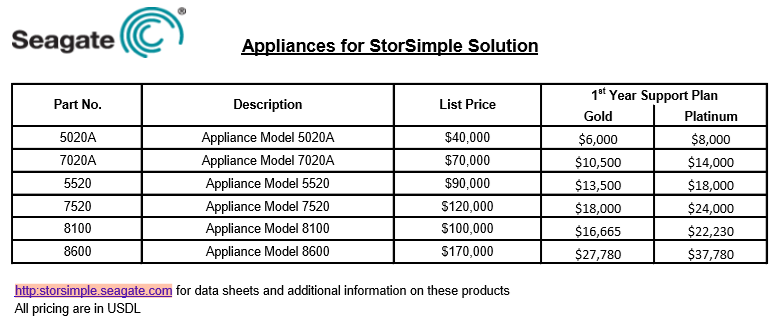 Seagate ®
Appliances for StorSimple Solution
Part No. Description List Price 1st Year Support Plan
Gold Platinum
5020A Appliance Model 5020A $40,000 $6,000 $8,000
7020A Appliance Model 7020A $70,000 $10,500 $14,000
5520 Appliance Model 5520 $90,000 $13,500 $18,000
7520 Appliance Model 7520 $120,000 $18,000 $24,000
8100 Appliance Model 8100 $100,000 $16,665 $22,230
8600 Appliance Model 8600 $170,000 $27,780 $37,780
http:storsimple.seagate.com for data sheets and additional information on these products
All pricing are in USDL